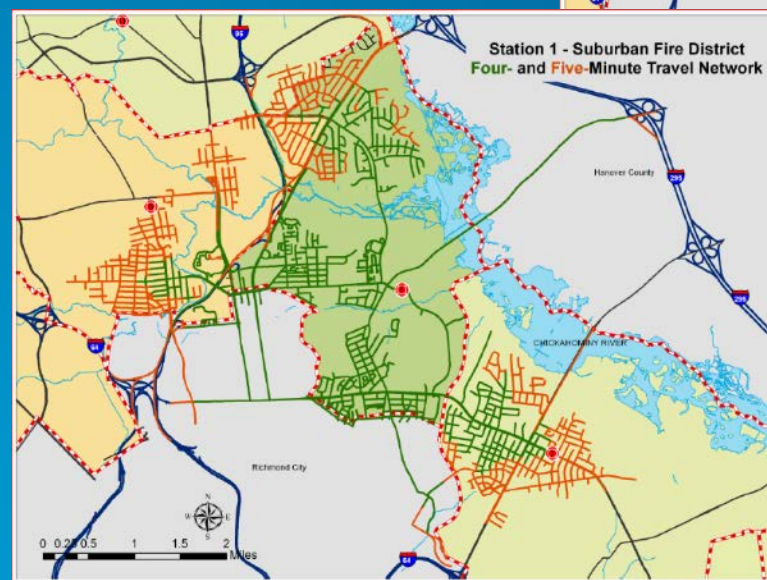 Station 1 - Suburban Fire District
Four- and Five-Minute Travel Network
95
Hanover County
295
295
64
CHICKAHOMINY RIVER
Richmond City
N
W E
S
0 0.25 0.5 1 1.5 2
Miles
64